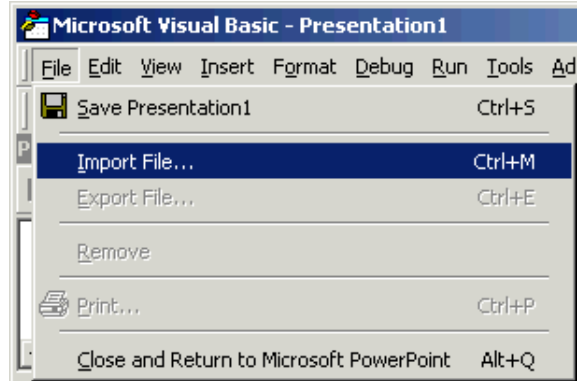 Microsoft Visual Basic - Presentation1
File Edit View Insert Format Debug Run Tools Ad
Save Presentation1 Ctrl+S
Import File... Ctrl+M
Export File... Ctrl+E
Remove
Print... Ctrl+P
Close and Return to Microsoft PowerPoint Alt+Q